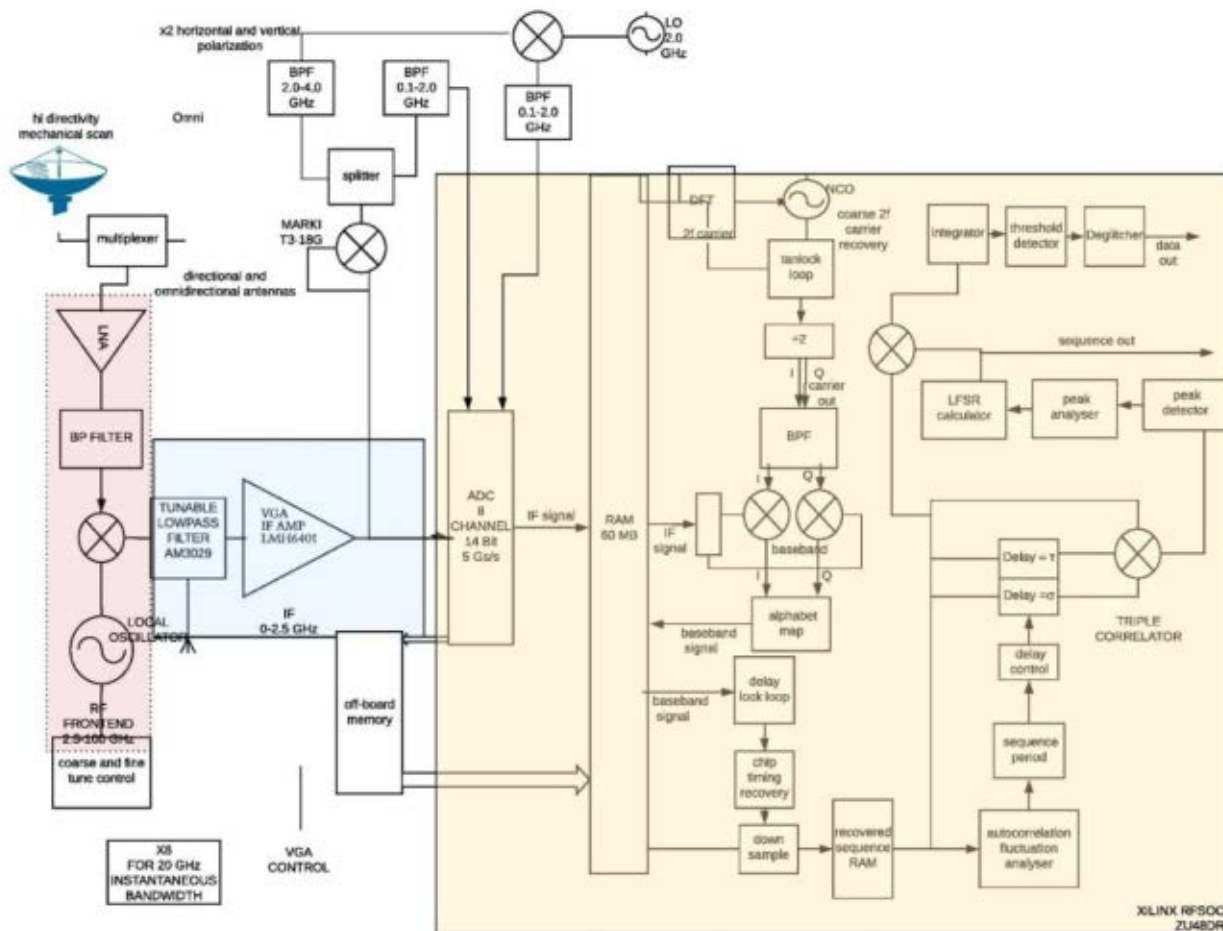 x2 horizontal and vertical
polarization
LO
2.0
GHz
BPF
2.0-4.0
GHz
BPF
0.1-2.0
GHz
BPF
0.1-2.0
GHz
hi directivity
mechanical scan
Omni
splitter
MARKI
T3-18G
multiplexer
directional and
omnidirectional antennas
LNA
BP FILTER
TUNABLE
LOWPASS
FILTER
AM3029
VGA
IF AMP
LMH6401
LOCAL
OSCILLATOR
IF
0-2.5 GHz
RF
FRONTEND
2.5-100 GHz
coarse and fine
tune control
X8
FOR 20 GHz
INSTANTANEOUS
BANDWIDTH
VGA
CONTROL
off-board
memory
ADC
8
CHANNEL
14 Bit
5 Gs/s
IF signal
RAM
60 MB
DFT
2f carrier
NCO
coarse 2f
carrier
recovery
tanlock
loop
÷2
I
Q
carrier
out
BPF
I
Q
IF
signal
baseband
I
Q
alphabet
map
baseband
signal
delay
lock loop
baseband
signal
chip
timing
recovery
down
sample
recovered
sequence
RAM
autocorrelation
fluctuation
analyser
sequence
period
delay
control
Delay = τ
Delay =σ
TRIPLE
CORRELATOR
integrator
threshold
detector
Deglitcher
data
out
sequence out
LFSR
calculator
peak
analyser
peak
detector
XILINX RFSOC
ZU48DR